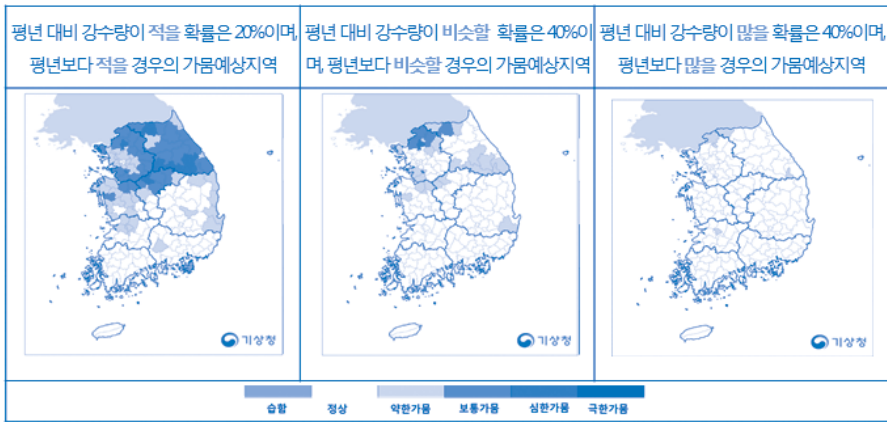 평년 대비 강수량이 적을 확률은 20%이며,
평년보다 적을 경우의 가뭄예상지역
평년 대비 강수량이 비슷할 확률은 40%이
며, 평년보다 비슷할 경우의 가뭄예상지역
평년 대비 강수량이 많을 확률은 40%이며,
평년보다 많을 경우의 가뭄예상지역
기상청
기상청
기상청
습함 정상 약한가뭄 보통가뭄 심한가뭄 극한가뭄